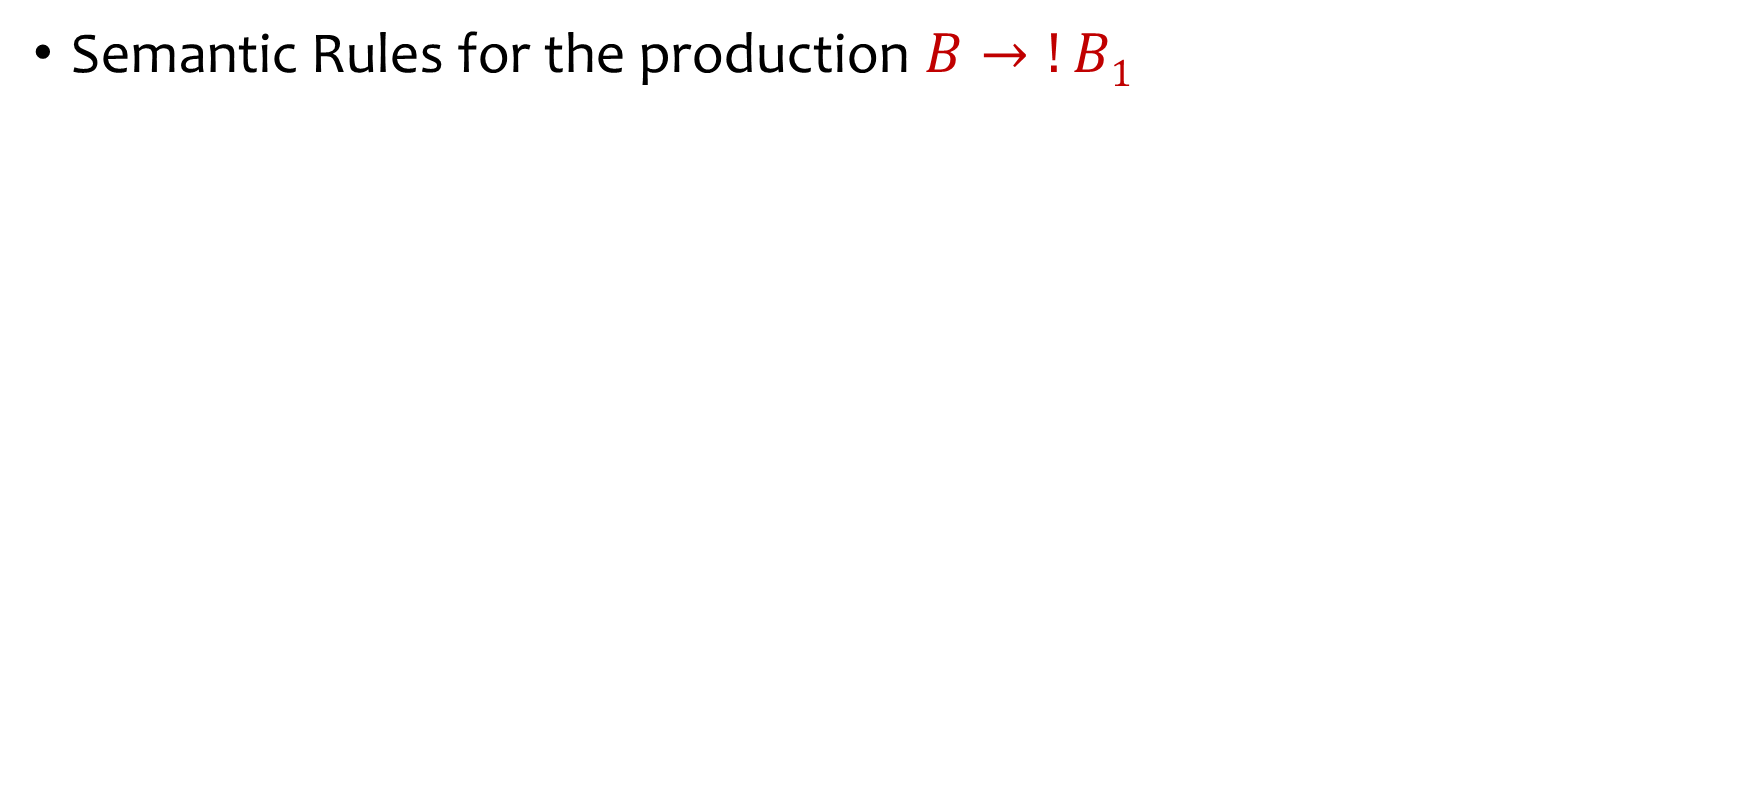 • Semantic Rules for the production B → ! B₁